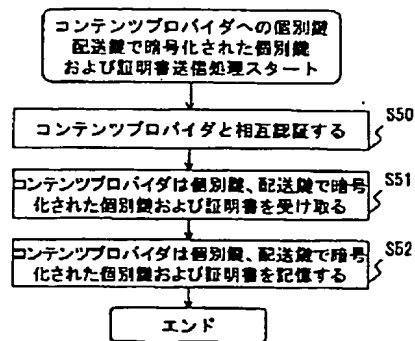 コンテンツプロバイダへの個別鍵
配送鍵で暗号化された個別鍵
および証明書送信処理スタート
S50
コンテンツプロバイダと相互認証する
S51
コンテンツプロバイダは個別鍵、配送鍵で暗号
化された個別鍵および証明書を受け取る
S52
コンテンツプロバイダは個別鍵、配送鍵で暗号
化された個別鍵および証明書を記憶する
エンド